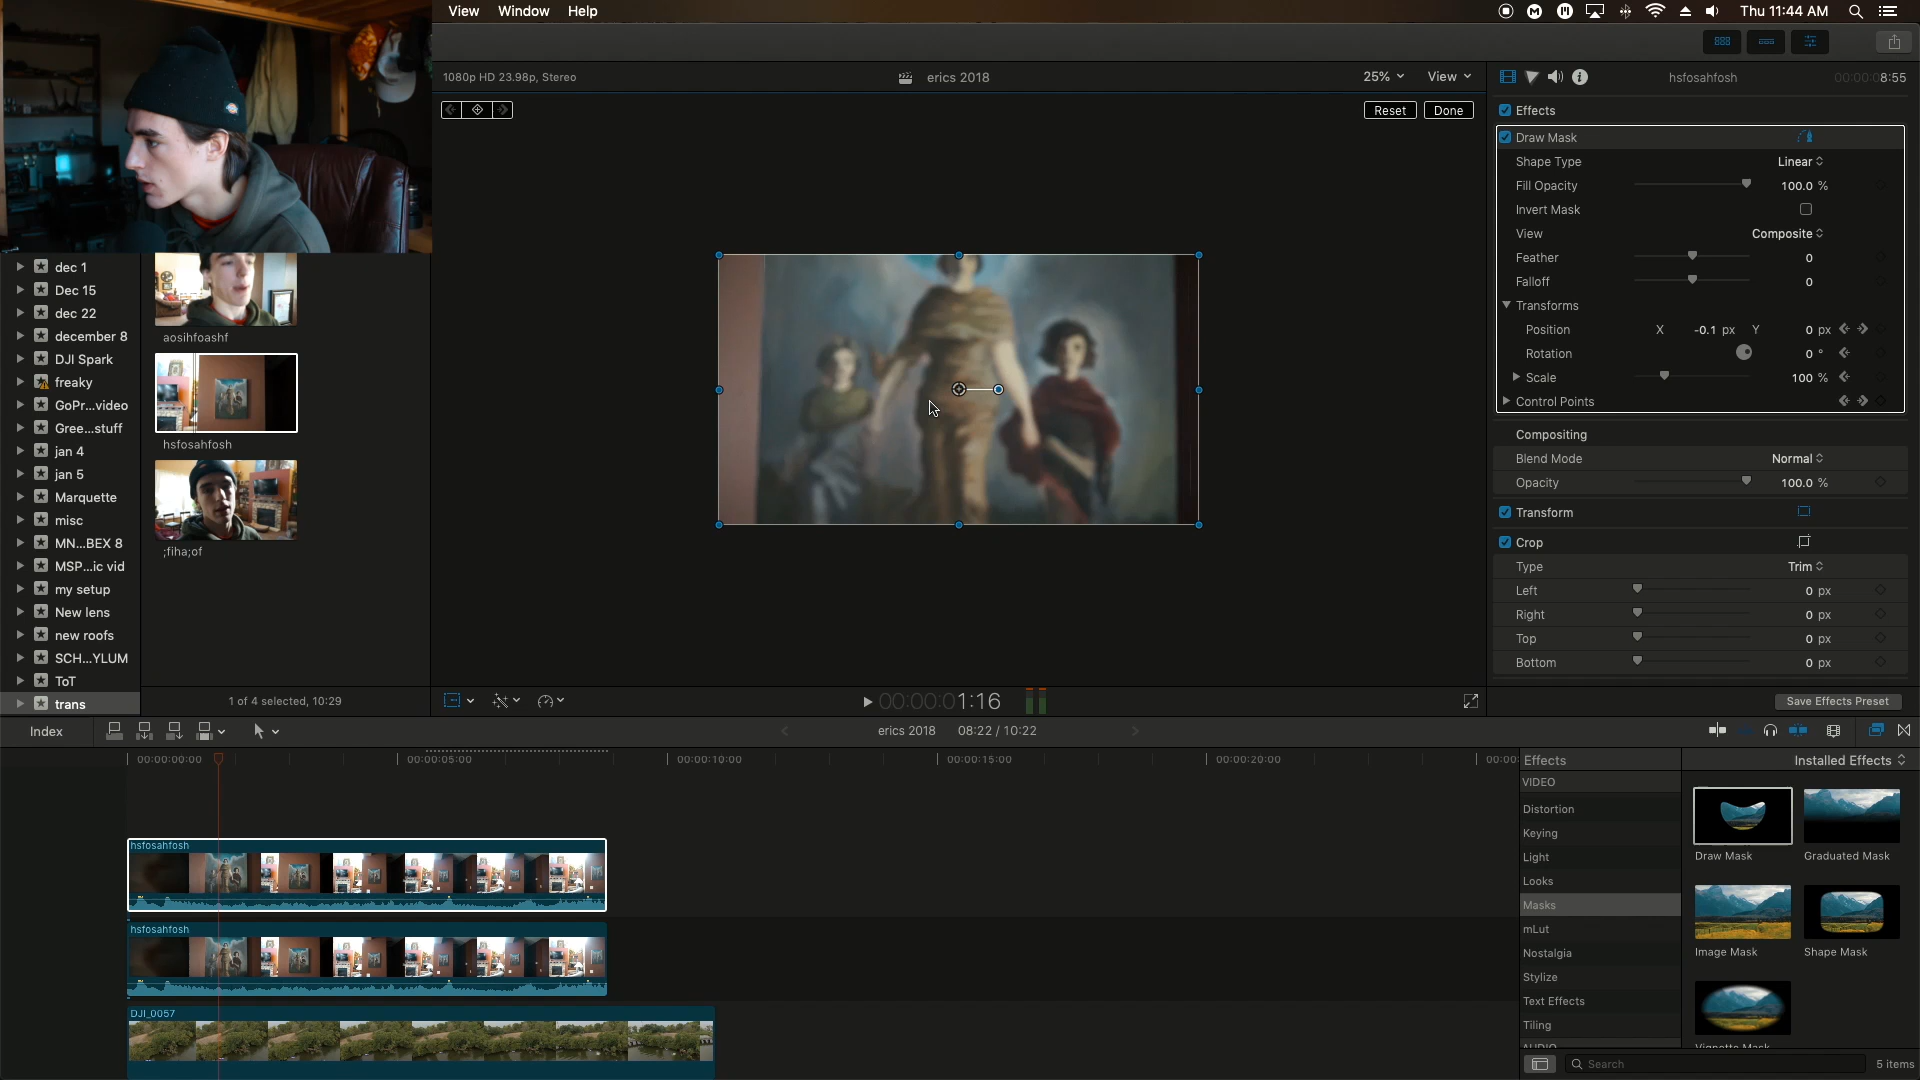 View Window Help
Thu 11:44 AM
1080p HD 23.98p, Stereo
erics 2018
25%
View
hsfosahfosh
00:00:08:55
Reset
Done
Effects
Draw Mask
Shape Type Linear
Fill Opacity 100.0 %
Invert Mask
View Composite
Feather 0
Falloff 0
Transforms
Position X -0.1 px Y 0 px
Rotation 0 °
Scale 100 %
Control Points
Compositing
Blend Mode Normal
Opacity 100.0 %
Transform
Crop
Type Trim
Left 0 px
Right 0 px
Top 0 px
Bottom 0 px
Save Effects Preset
dec 1
Dec 15
dec 22
december 8
DJI Spark
freaky
GoPr...video
Gree...stuff
jan 4
jan 5
Marquette
misc
MN...BEX 8
MSP...ic vid
my setup
New lens
new roofs
SCH...YLUM
ToT
trans
aosihfoashf
hsfosahfosh
;fiha;of
1 of 4 selected, 10:29
00:00:01:16
Index
erics 2018 08:22 / 10:22
00:00:00:00
00:00:05:00
00:00:10:00
00:00:15:00
00:00:20:00
00:00:
hsfosahfosh
hsfosahfosh
DJI_0057
Effects
Installed Effects
VIDEO
Distortion
Keying
Light
Looks
Masks
mLut
Nostalgia
Stylize
Text Effects
Tiling
AUDIO
Draw Mask
Graduated Mask
Image Mask
Shape Mask
Vignette Mask
Search
5 items